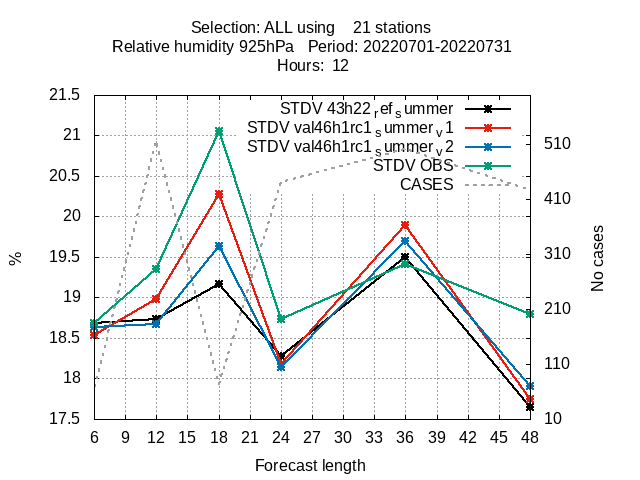 Selection: ALL using 21 stations
Relative humidity 925hPa Period: 20220701-20220731
Hours: 12
STDV 43h22_ref_summer
STDV val46h1rc1_summer_v1
STDV val46h1rc1_summer_v2
STDV OBS
CASES
21.5
21
20.5
20
19.5
19
18.5
18
17.5
%
510
410
310
210
110
10
No cases
6 9 12 15 18 21 24 27 30 33 36 39 42 45 48
Forecast length